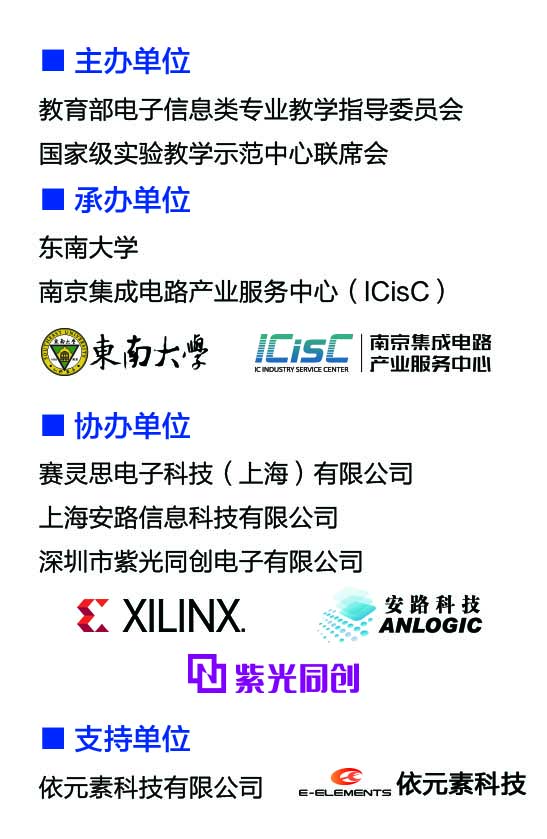 ■ 主办单位
教育部电子信息类专业教学指导委员会
国家级实验教学示范中心联席会
■ 承办单位
东南大学
南京集成电路产业服务中心（ICisC）
東南大學
ICisC
IC INDUSTRY SERVICE CENTER
南京集成电路
产业服务中心
■ 协办单位
赛灵思电子科技（上海）有限公司
上海安路信息科技有限公司
深圳市紫光同创电子有限公司
XILINX.
安路科技
ANLOGIC
紫光同创
■ 支持单位
依元素科技有限公司
E-ELEMENTS
依元素科技